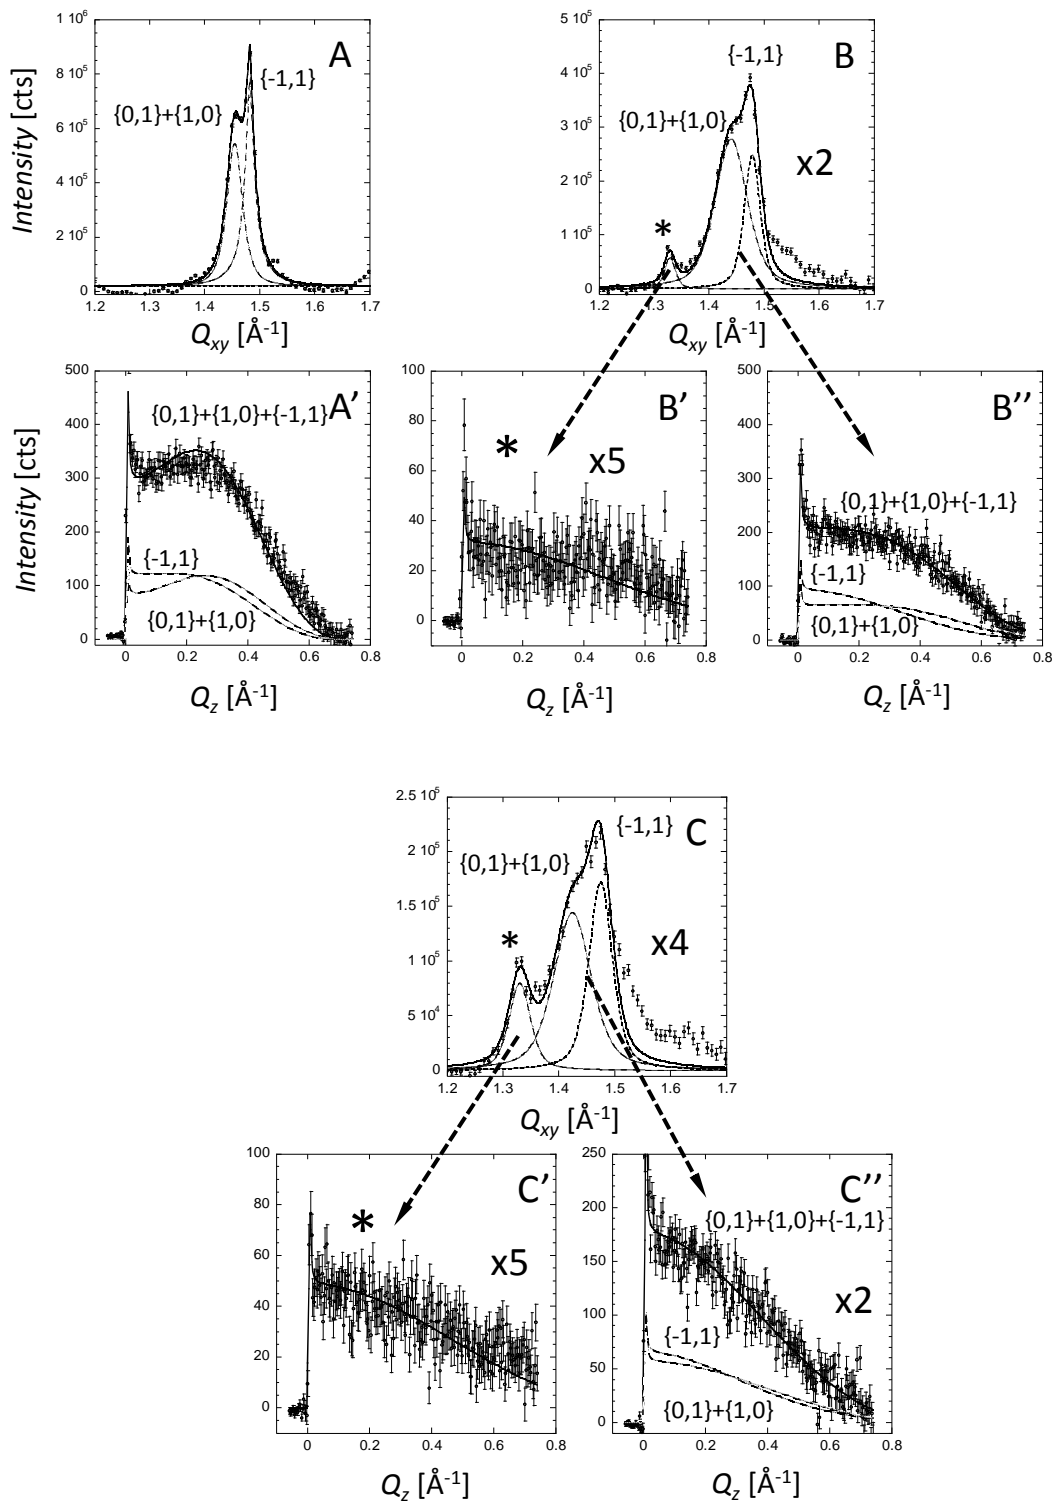 A
{-1,1}
{0,1}+{1,0}
1 10⁶
8 10⁵
6 10⁵
4 10⁵
2 10⁵
0
1.2 1.3 1.4 1.5 1.6 1.7
Intensity [cts]
Qxy [Å⁻¹]
B
{-1,1}
{0,1}+{1,0}
x2
*
5 10⁵
4 10⁵
3 10⁵
2 10⁵
1 10⁵
0
1.2 1.3 1.4 1.5 1.6 1.7
Qxy [Å⁻¹]
A’
{0,1}+{1,0}+{-1,1}
{-1,1}
{0,1}+{1,0}
500
400
300
200
100
0
0 0.2 0.4 0.6 0.8
Intensity [cts]
Qz [Å⁻¹]
B’
*
x5
100
80
60
40
20
0
0 0.2 0.4 0.6 0.8
Qz [Å⁻¹]
B’’
{0,1}+{1,0}+{-1,1}
{-1,1}
{0,1}+{1,0}
500
400
300
200
100
0
0 0.2 0.4 0.6 0.8
Qz [Å⁻¹]
C
{-1,1}
{0,1}+{1,0}
x4
*
2.5 10⁵
2 10⁵
1.5 10⁵
1 10⁵
5 10⁴
0
1.2 1.3 1.4 1.5 1.6 1.7
Qxy [Å⁻¹]
C’
*
x5
100
80
60
40
20
0
0 0.2 0.4 0.6 0.8
Qz [Å⁻¹]
C’’
{0,1}+{1,0}+{-1,1}
x2
{-1,1}
{0,1}+{1,0}
250
200
150
100
50
0
0 0.2 0.4 0.6 0.8
Qz [Å⁻¹]